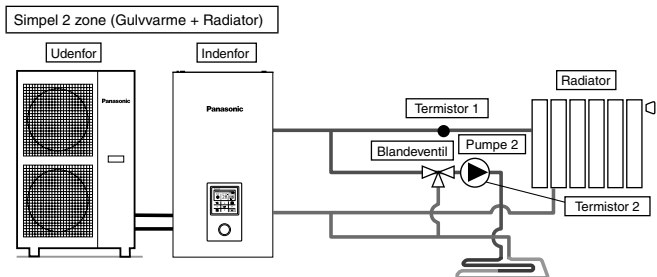 Simpel 2 zone (Gulvvarme + Radiator)
Udenfor
Indenfor
Panasonic
Panasonic
Radiator
Termistor 1
Blandeventil
Pumpe 2
Termistor 2